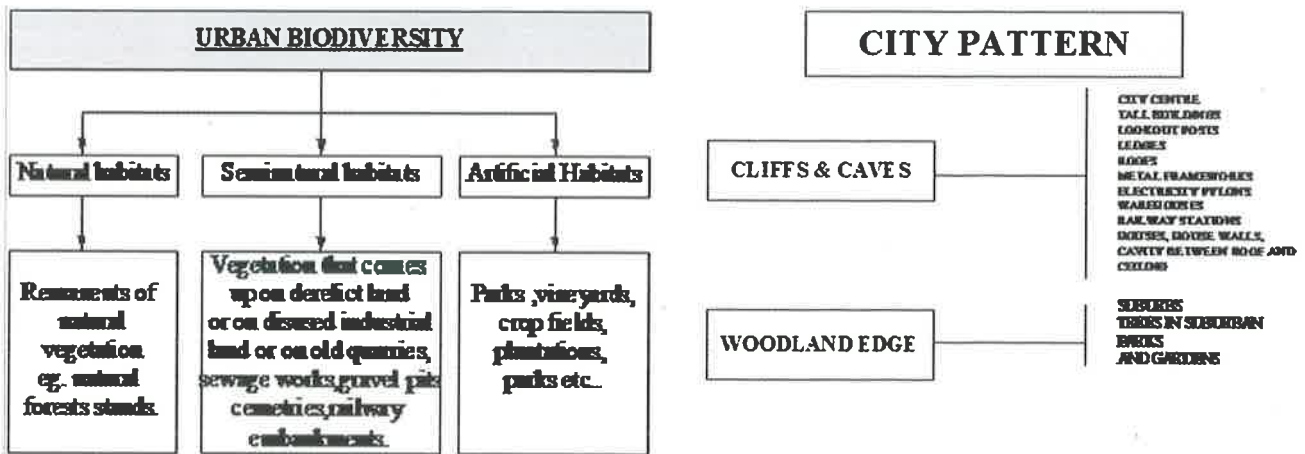 URBAN BIODIVERSITY
Natural habitats
Seminatural habitats
Artificial Habitats
Remnants of
natural
vegetation
eg. natural
forests stands.
Vegetation that comes
upon derelict land
or on disused industrial
land or on old quarries,
sewage works,gravel pits
cemetries,railway
embankments.
Parks ,vineyards,
crop fields,
plantations,
parks etc...
CITY PATTERN
CLIFFS & CAVES
CITY CENTRE
TALL BUILDINGS
LOOKOUT POSTS
LEDGES
ROOFS
METAL FRAMEWORKS
ELECTRICITY PYLONS
WAREHOUSES
RAILWAY STATIONS
HOUSES, HOUSE WALLS,
CAVITY BETWEEN ROOF AND
CEILING
WOODLAND EDGE
SUBURBS
TREES IN SUBURBAN
PARKS
AND GARDENS